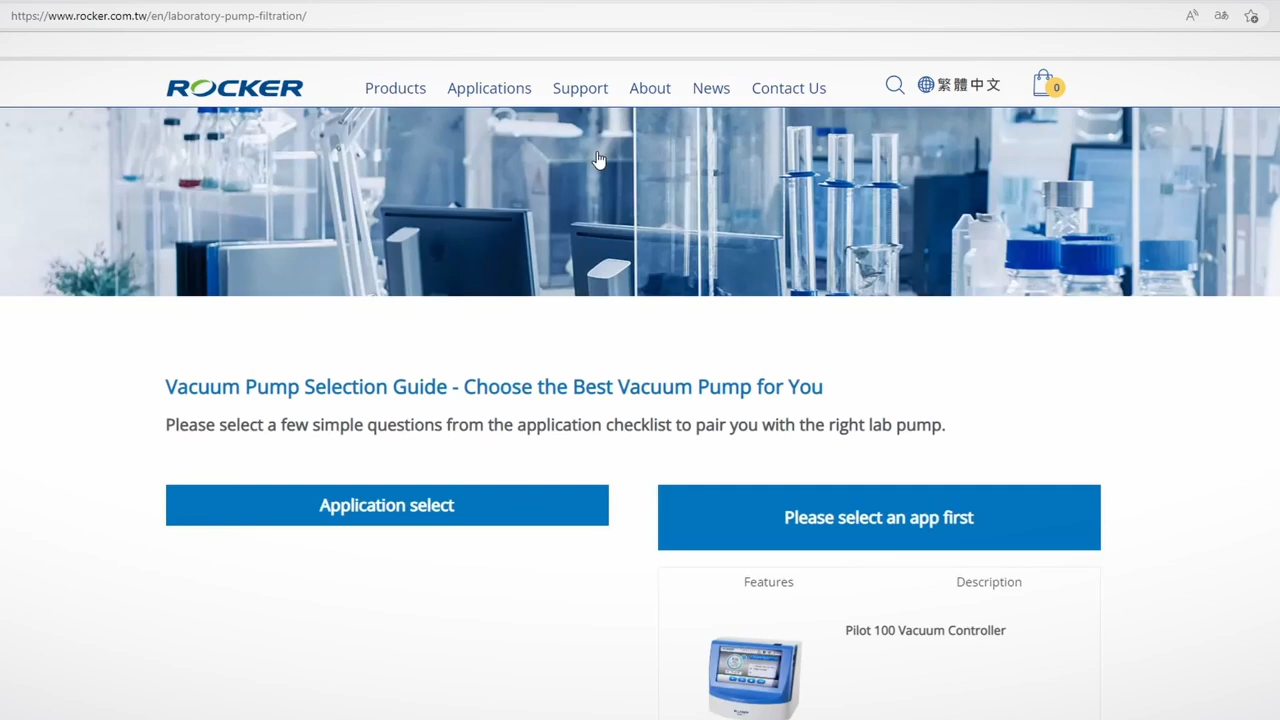 https://www.rocker.com.tw/en/laboratory-pump-filtration/
ROCKER
Products Applications Support About News Contact Us 繁體中文 0
Vacuum Pump Selection Guide - Choose the Best Vacuum Pump for You
Please select a few simple questions from the application checklist to pair you with the right lab pump.
Application select
Please select an app first
Features Description
Pilot 100 Vacuum Controller
ROCKER